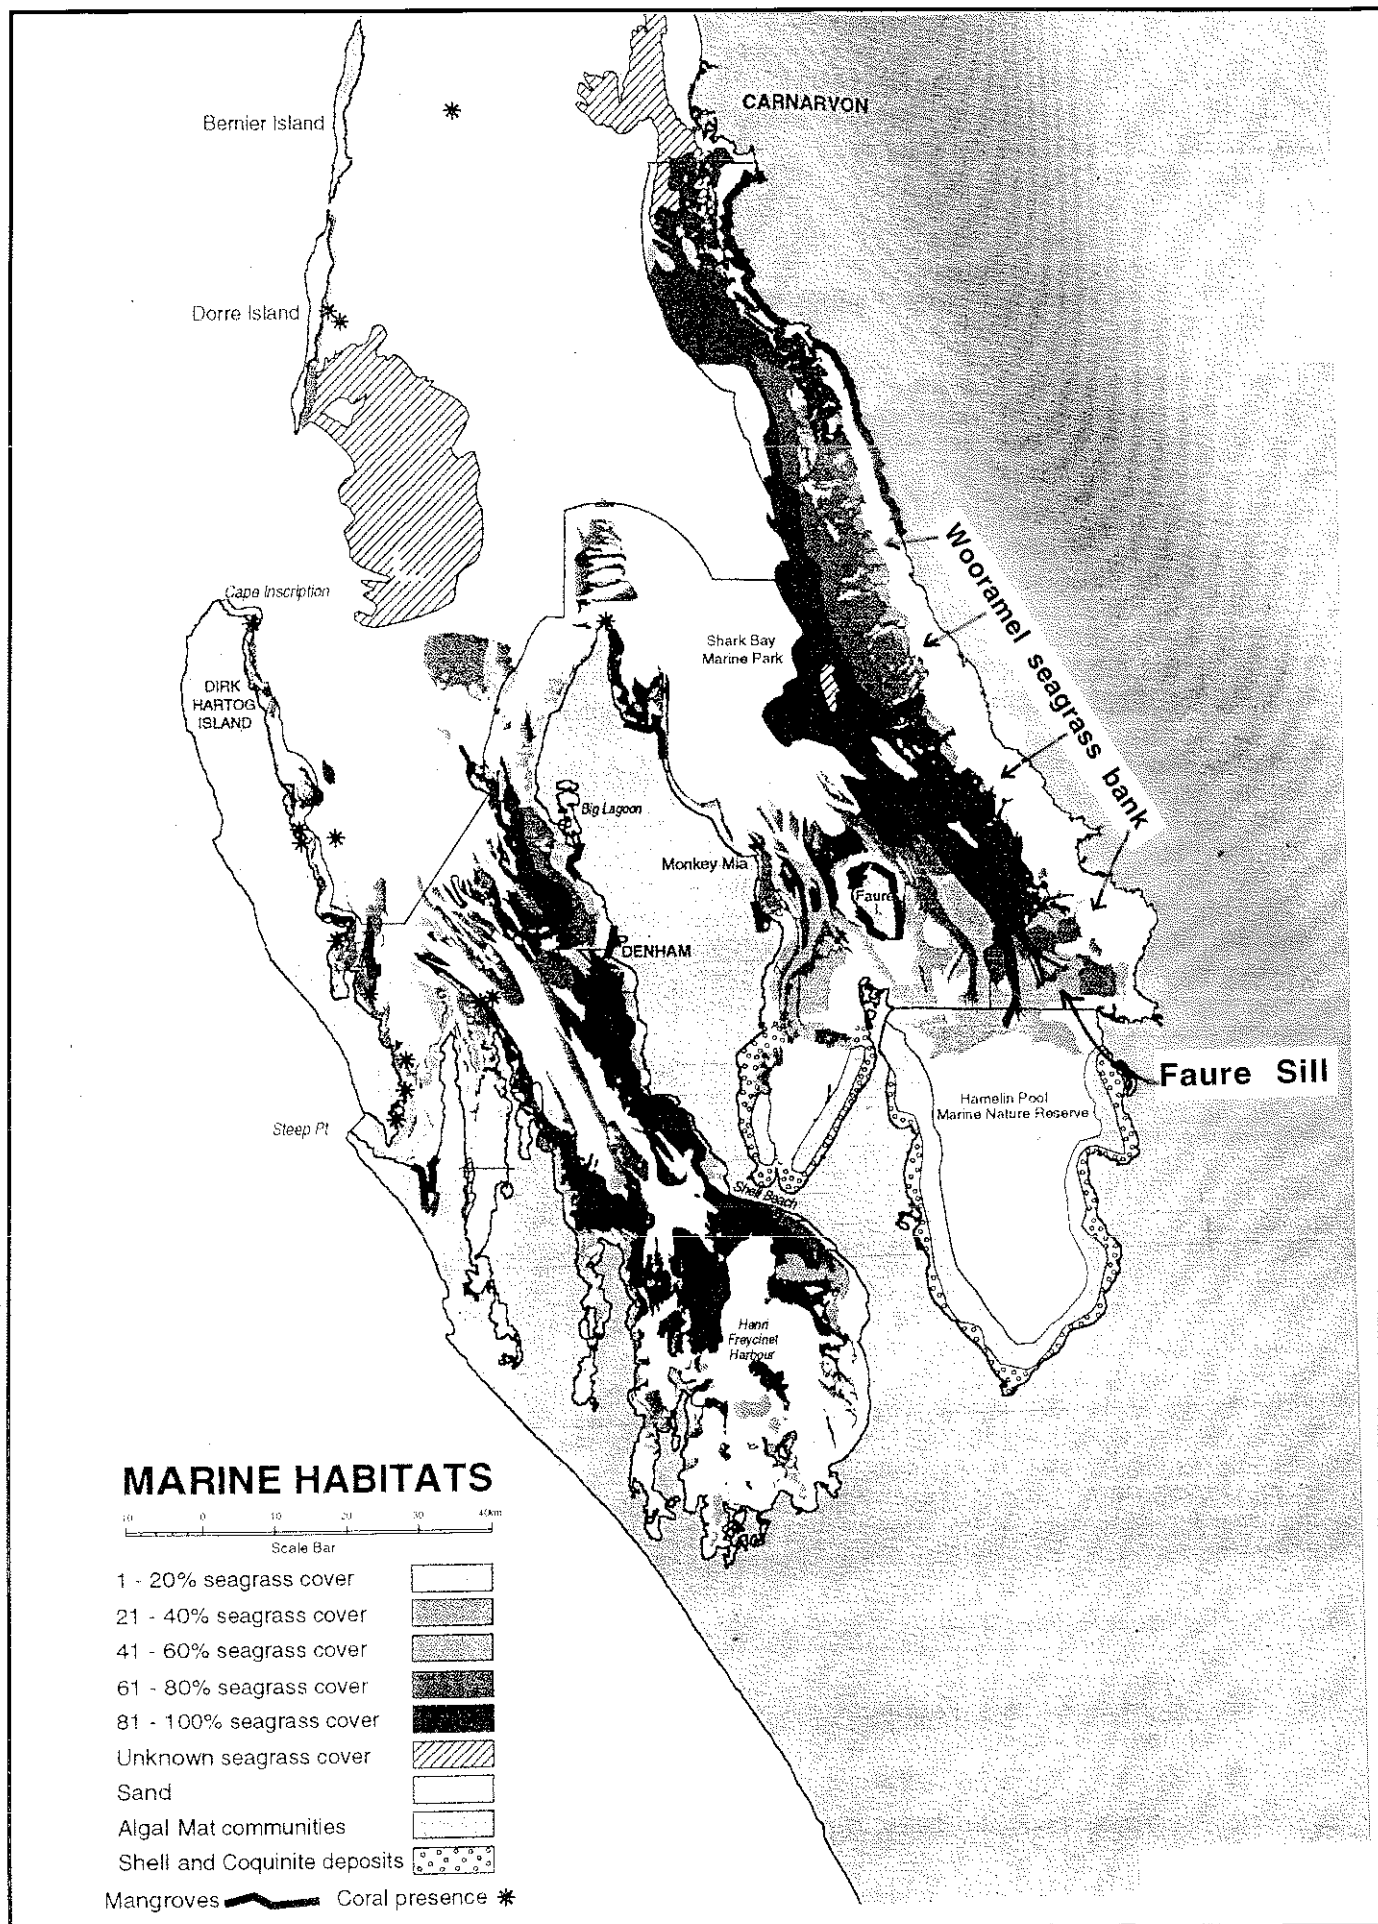 CARNARVON
Bernier Island
Dorre Island
Wooramel seagrass bank
Cape Inscription
Shark Bay
Marine Park
DIRK
HARTOG
ISLAND
Big Lagoon
Monkey Mia
Faure
I.
DENHAM
Faure Sill
Hamelin Pool
Marine Nature Reserve
Steep Pt
Shell Beach
Henri
Freycinet
Harbour
MARINE HABITATS
10 0 10 20 30 40km
Scale Bar
1 - 20% seagrass cover
21 - 40% seagrass cover
41 - 60% seagrass cover
61 - 80% seagrass cover
81 - 100% seagrass cover
Unknown seagrass cover
Sand
Algal Mat communities
Shell and Coquinite deposits
Mangroves Coral presence